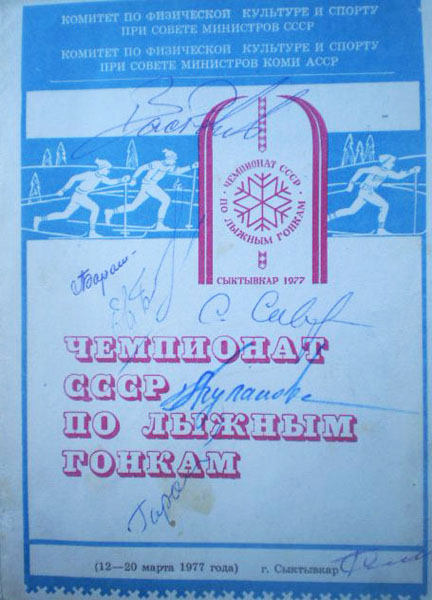 КОМИТЕТ ПО ФИЗИЧЕСКОЙ КУЛЬТУРЕ И СПОРТУ
ПРИ СОВЕТЕ МИНИСТРОВ СССР
КОМИТЕТ ПО ФИЗИЧЕСКОЙ КУЛЬТУРЕ И СПОРТУ
ПРИ СОВЕТЕ МИНИСТРОВ КОМИ АССР
ЧЕМПИОНАТ СССР
ПО ЛЫЖНЫМ ГОНКАМ
СЫКТЫВКАР 1977
ЧЕМПИОНАТ
СССР
ПО ЛЫЖНЫМ
ГОНКАМ
(12—20 марта 1977 года) г. Сыктывкар